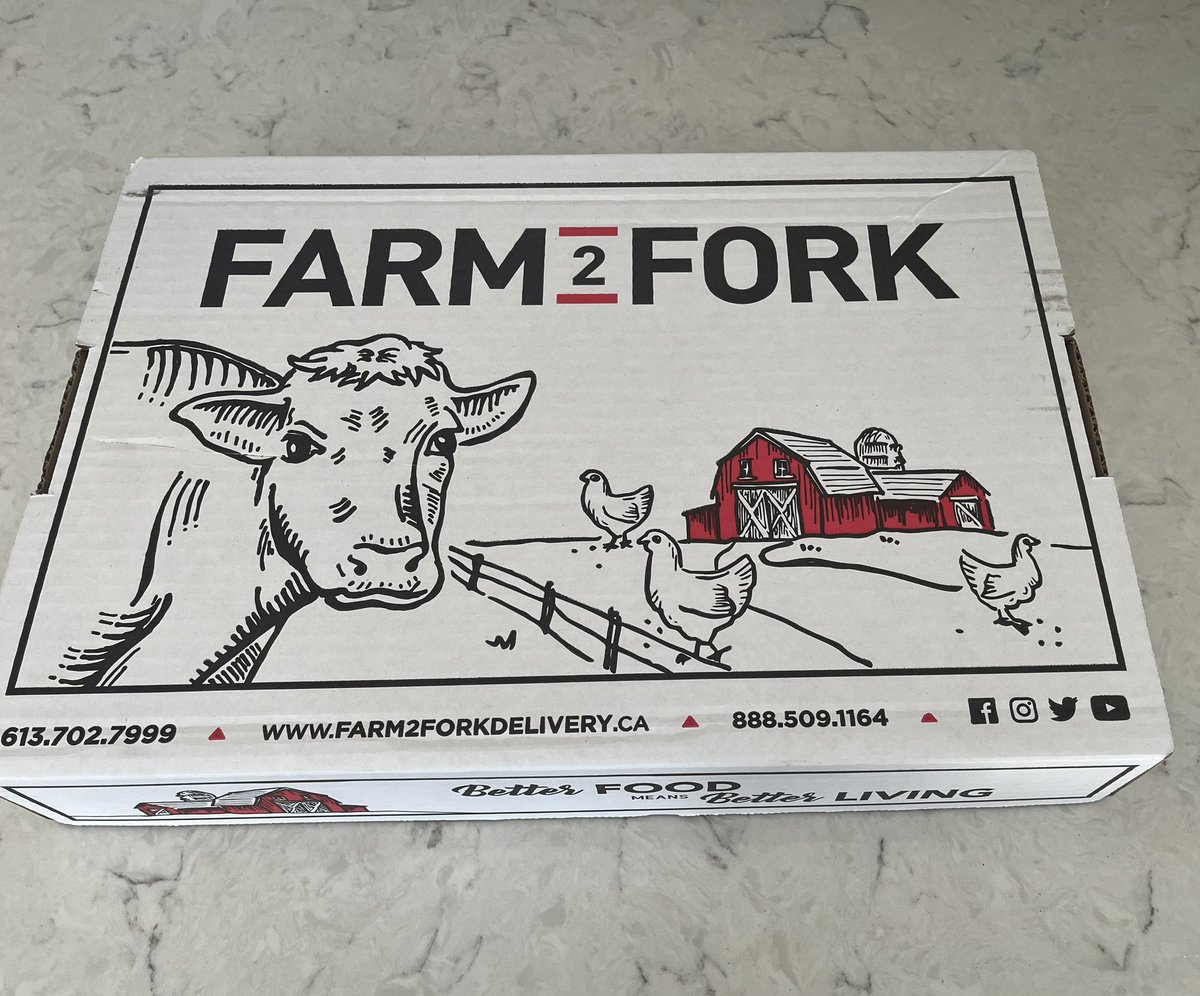 FARM 2 FORK
613.702.7999 WWW.FARM2FORKDELIVERY.CA 888.509.1164
Better FOOD MEANS Better LIVING